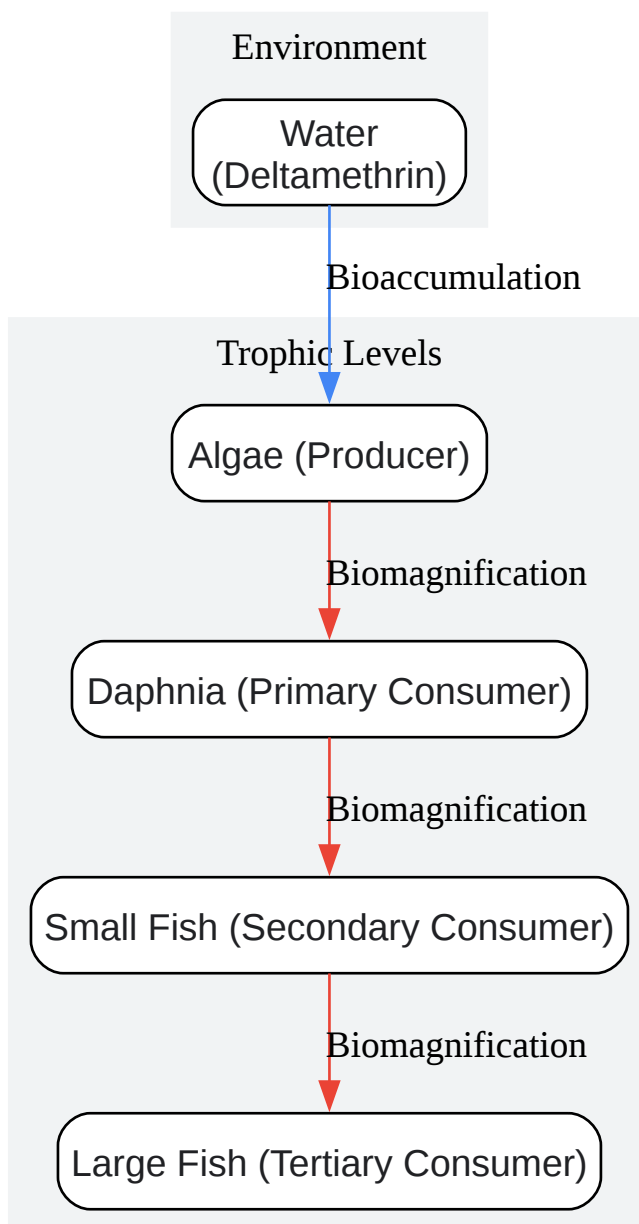 Environment
Water
(Deltamethrin)
Bioaccumulation
Trophic Levels
Algae (Producer)
Biomagnification
Daphnia (Primary Consumer)
Biomagnification
Small Fish (Secondary Consumer)
Biomagnification
Large Fish (Tertiary Consumer)